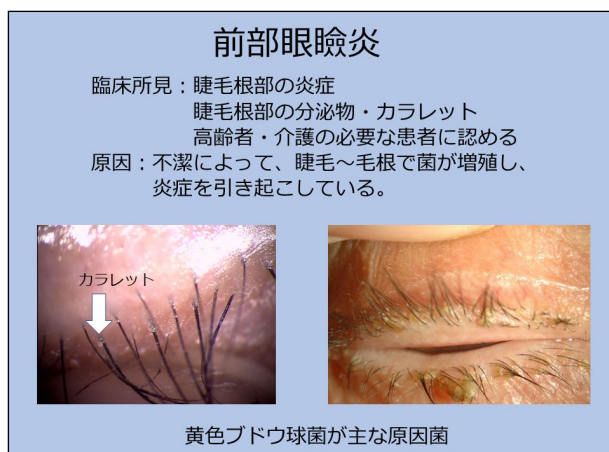 前部眼瞼炎
臨床所見：睫毛根部の炎症
睫毛根部の分泌物・カラレット
高齢者・介護の必要な患者に認める
原因：不潔によって、睫毛～毛根で菌が増殖し、
炎症を引き起こしている。
カラレット
黄色ブドウ球菌が主な原因菌